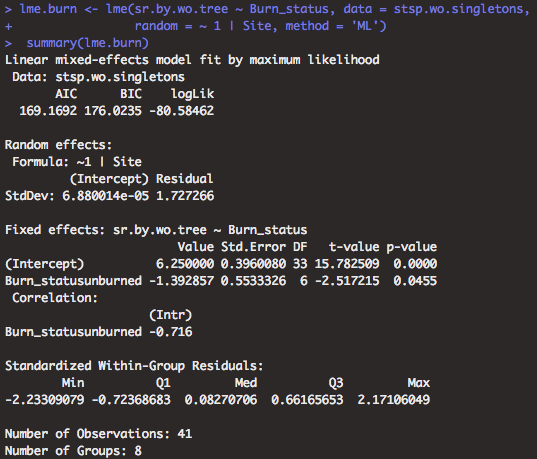 > lme.burn <- lme(sr.by.wo.tree ~ Burn_status, data = stsp.wo.singletons,
+                 random = ~ 1 | Site, method = 'ML')
>  summary(lme.burn)
Linear mixed-effects model fit by maximum likelihood
 Data: stsp.wo.singletons
       AIC      BIC    logLik
  169.1692 176.0235 -80.58462

Random effects:
 Formula: ~1 | Site
         (Intercept) Residual
StdDev: 6.880014e-05 1.727266

Fixed effects: sr.by.wo.tree ~ Burn_status
                        Value Std.Error DF   t-value p-value
(Intercept)          6.250000 0.3960080 33 15.782509  0.0000
Burn_statusunburned -1.392857 0.5533326  6 -2.517215  0.0455
 Correlation:
                    (Intr)
Burn_statusunburned -0.716

Standardized Within-Group Residuals:
        Min          Q1         Med          Q3         Max
-2.23309079 -0.72368683  0.08270706  0.66165653  2.17106049

Number of Observations: 41
Number of Groups: 8